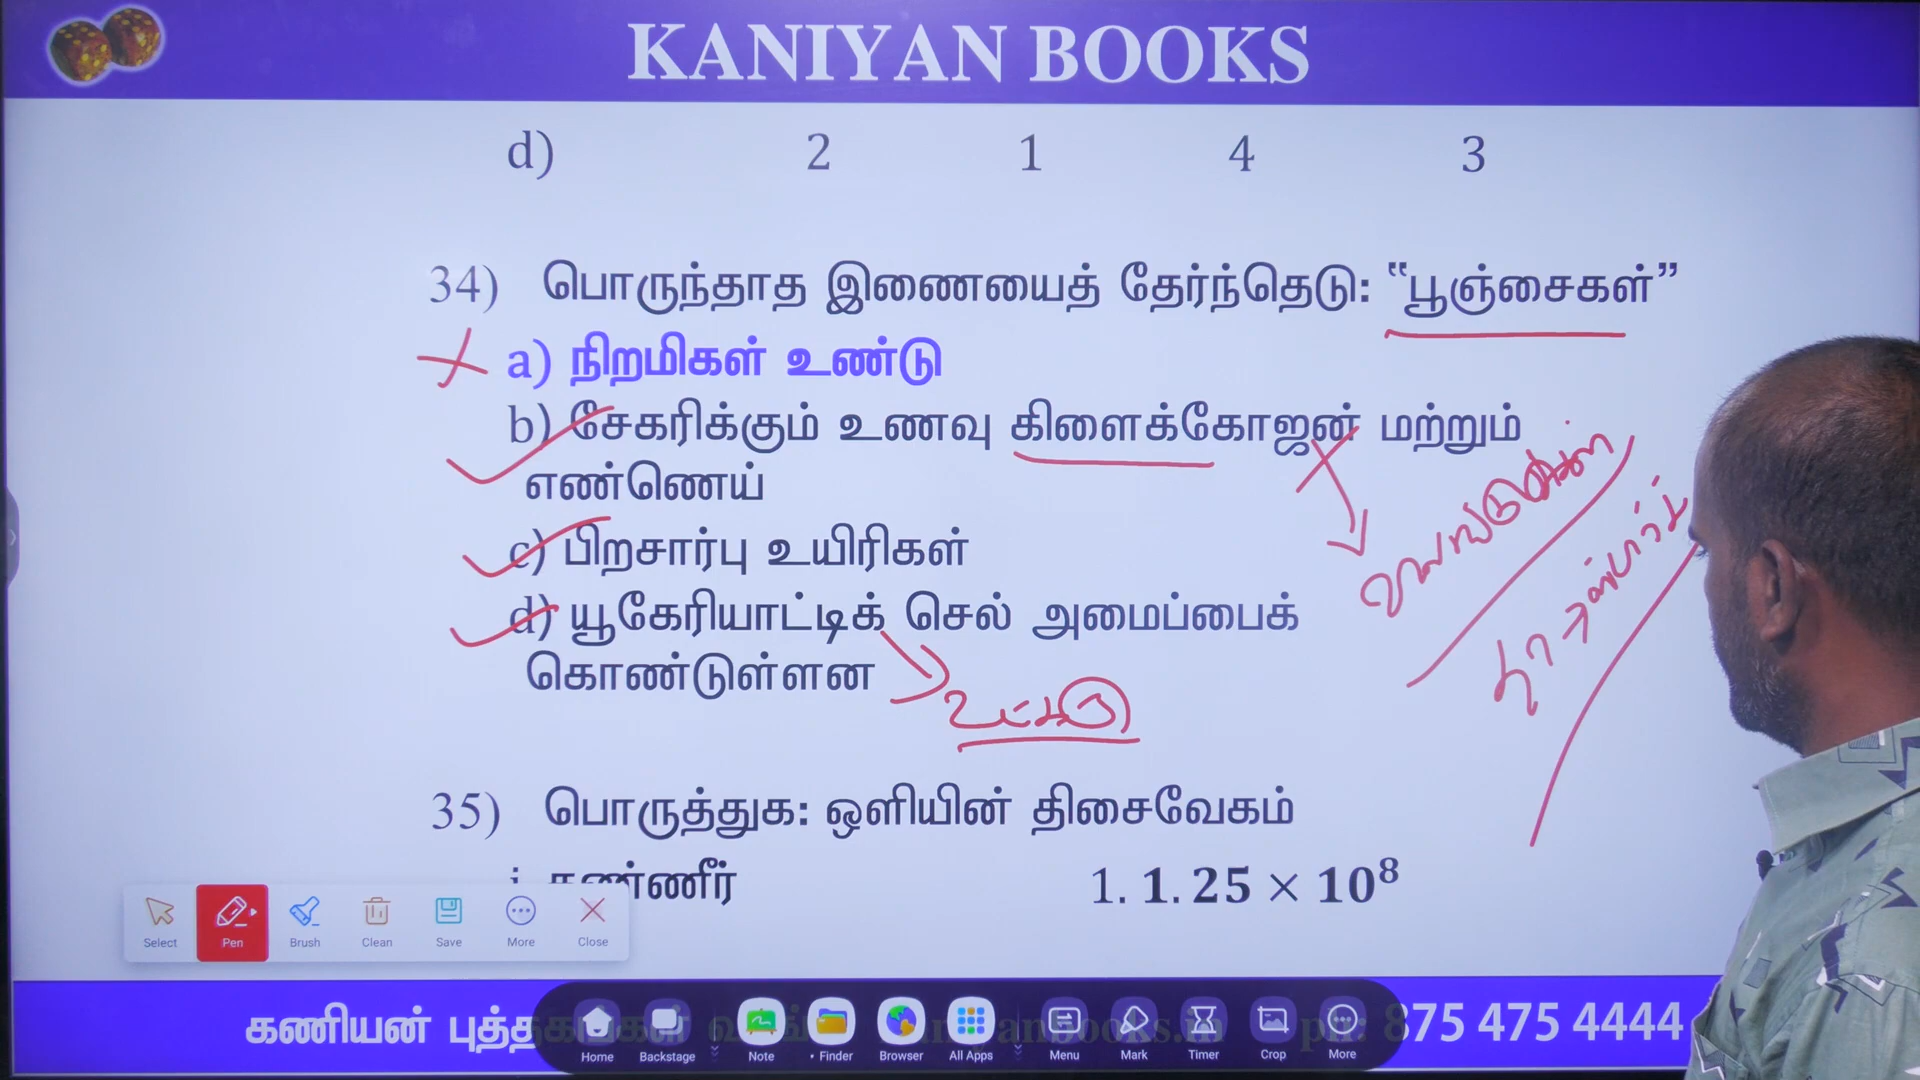 KANIYAN BOOKS
d) 2 1 4 3
34) பொருந்தாத இணையைத் தேர்ந்தெடு: “பூஞ்சைகள்”
a) நிறமிகள் உண்டு
b) சேகரிக்கும் உணவு கிளைக்கோஜன் மற்றும்
எண்ணெய்
c) பிறசார்பு உயிரிகள்
d) யூகேரியாட்டிக் செல் அமைப்பைக்
கொண்டுள்ளன
உட்கரு
35) பொருத்துக: ஒளியின் திசைவேகம்
1. 1. 25 × 10⁸
Select Pen Brush Clean Save More Close
கணியன் 875 475 4444
Home Backstage Note Finder Browser All Apps Menu Mark Timer Crop More